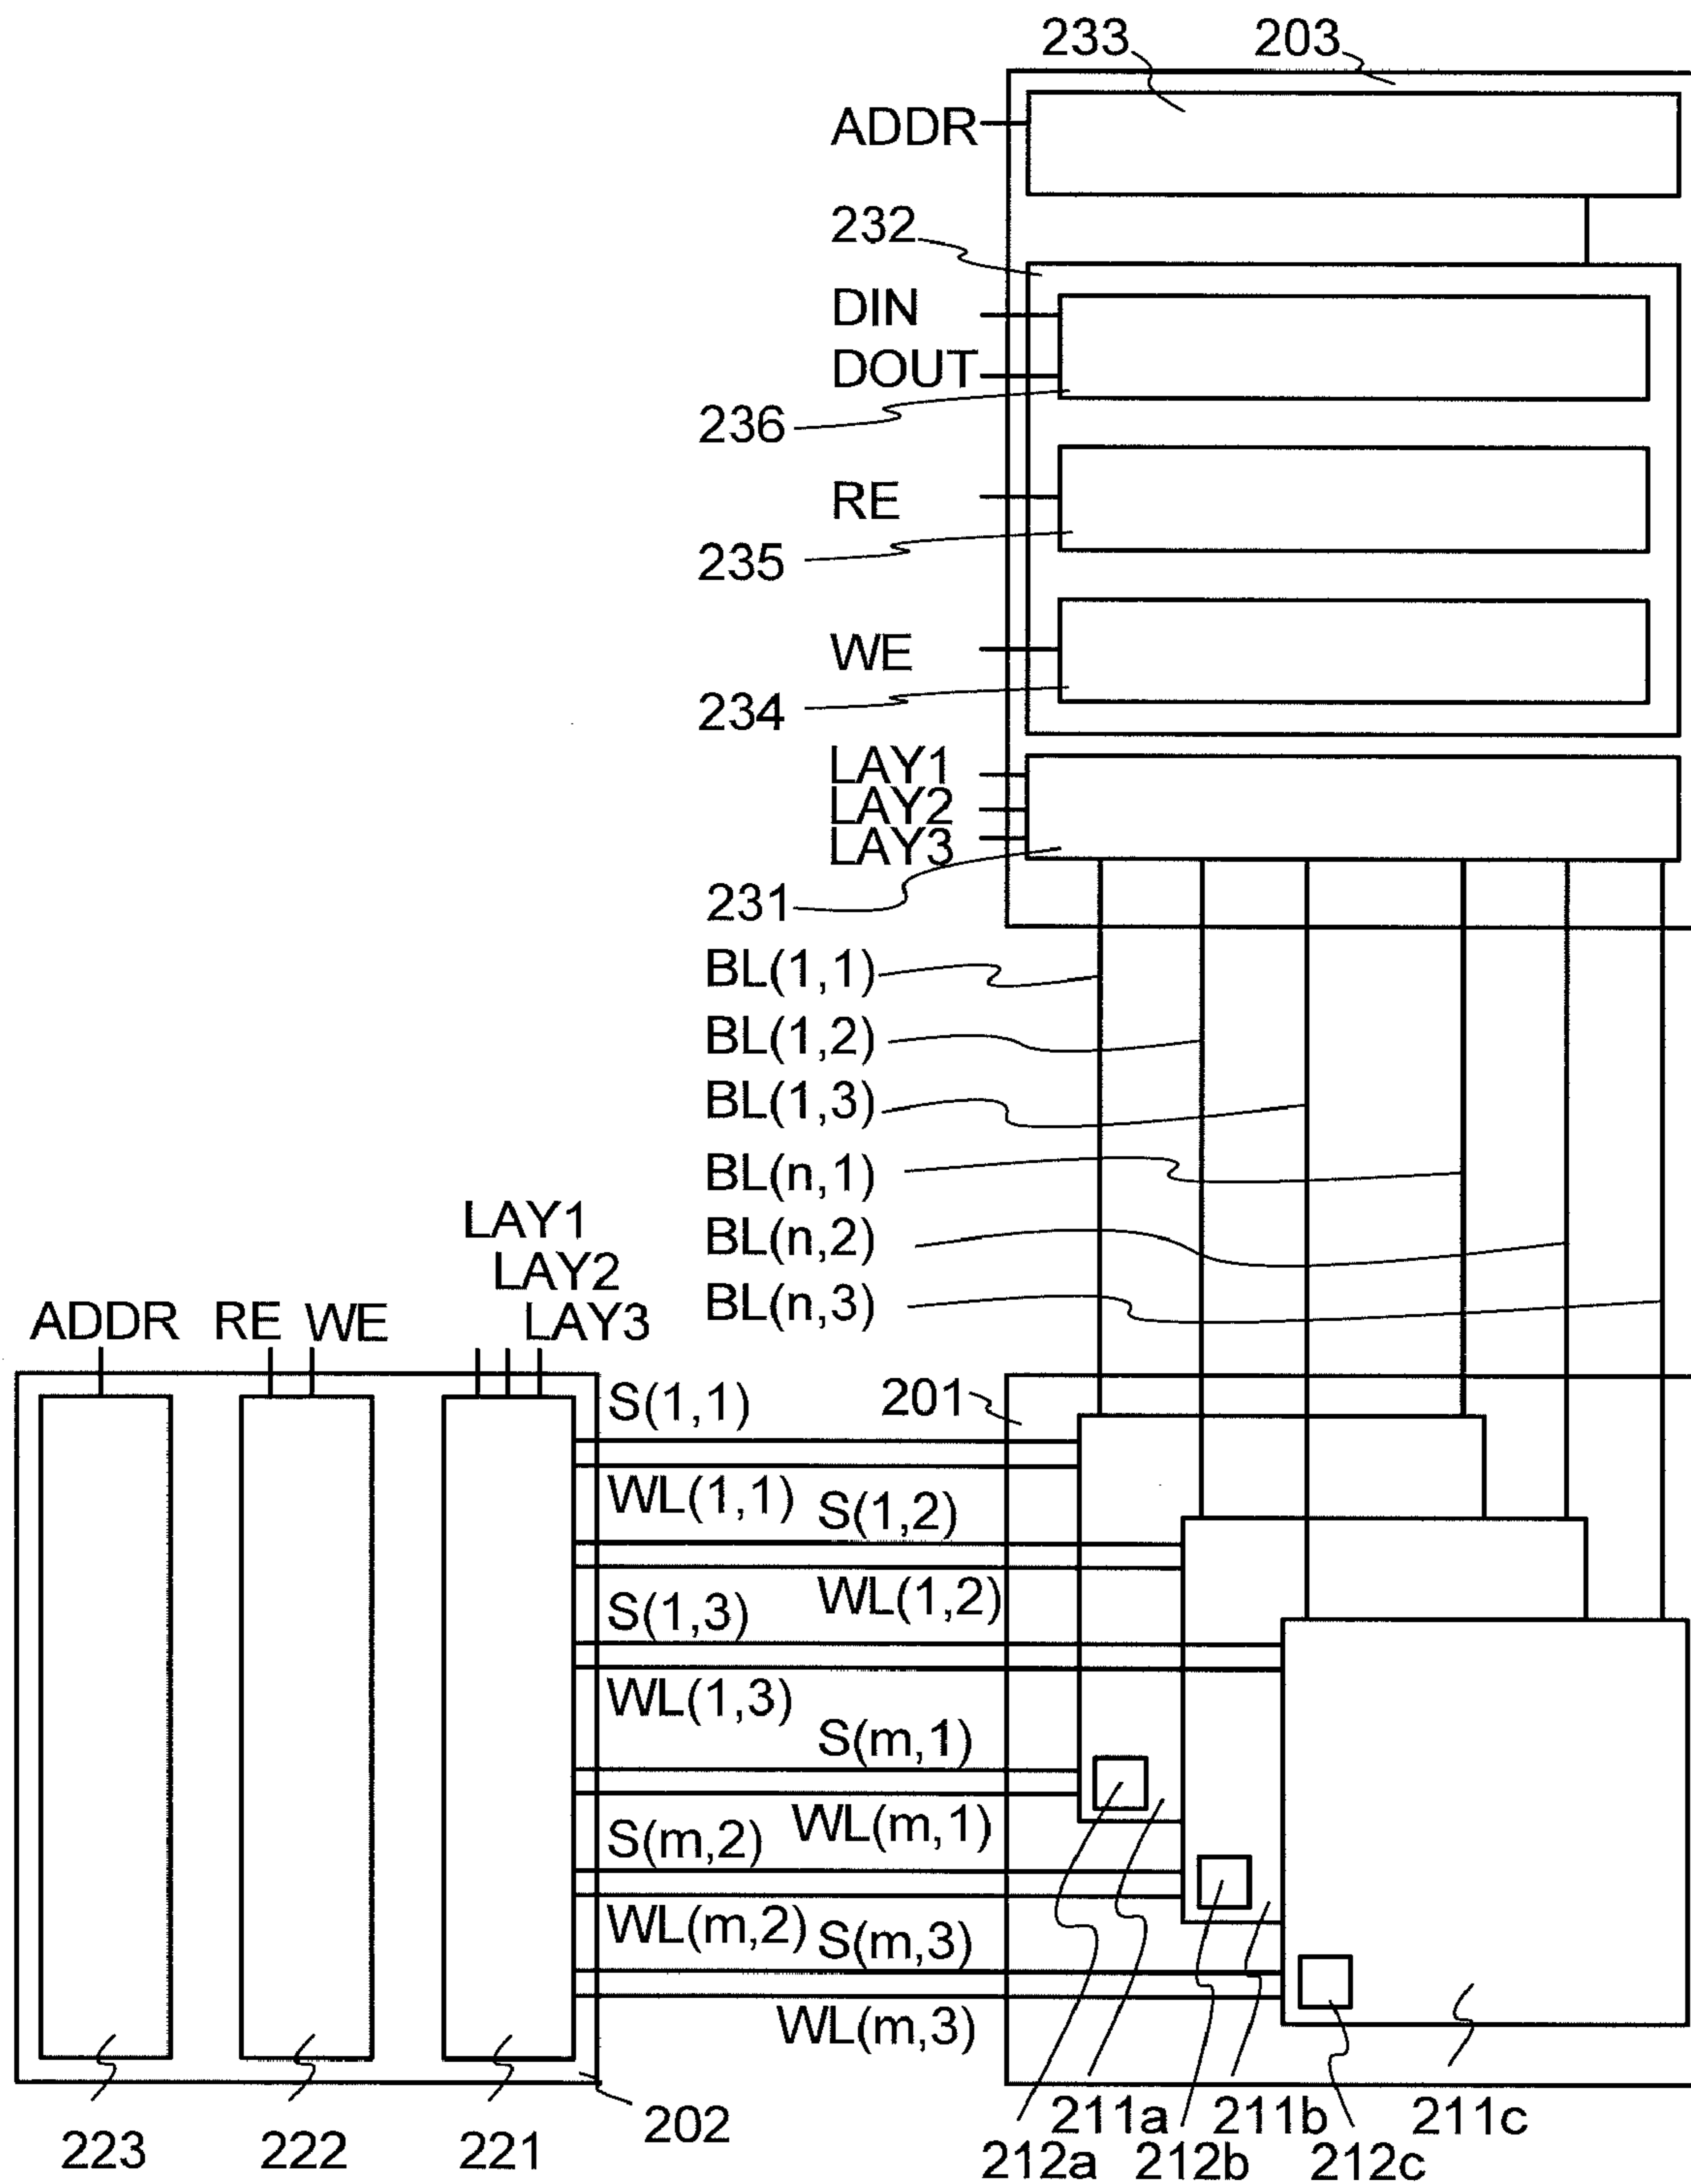 233
203
ADDR
232
DIN
DOUT
236
RE
235
WE
234
LAY1
LAY2
LAY3
231
BL(1,1)
BL(1,2)
BL(1,3)
BL(n,1)
BL(n,2)
BL(n,3)
LAY1
LAY2
LAY3
ADDR RE WE
S(1,1)
201
WL(1,1)
S(1,2)
WL(1,2)
S(1,3)
WL(1,3)
S(m,1)
WL(m,1)
S(m,2)
WL(m,2)
S(m,3)
WL(m,3)
223 222 221 202
211a 211b 211c
212a 212b 212c